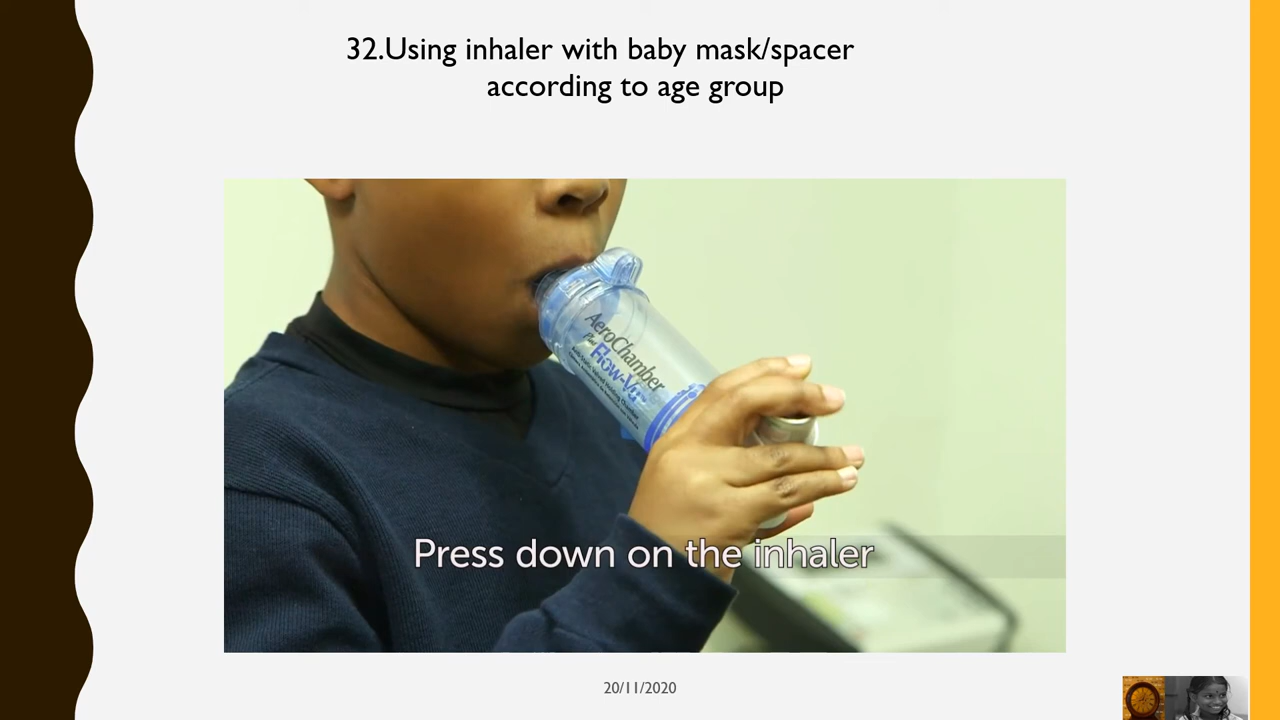 32.Using inhaler with baby mask/spacer
according to age group
AeroChamber
Plus
Flow-Vu
Press down on the inhaler
20/11/2020